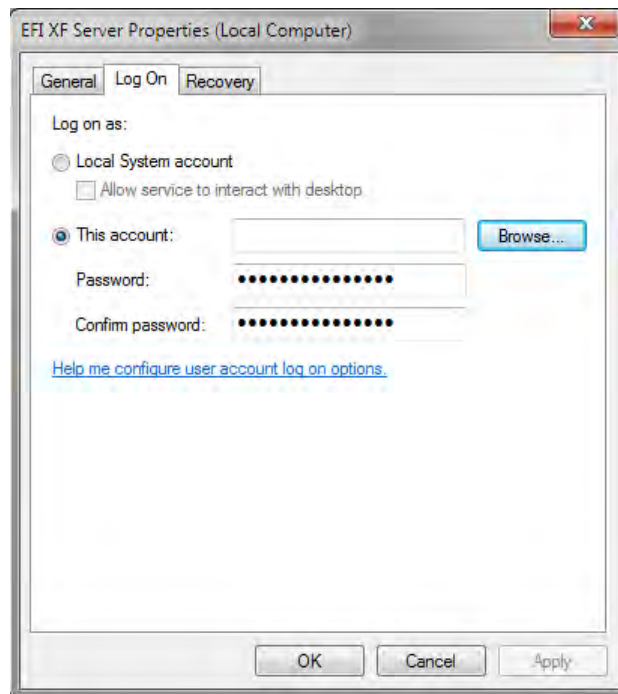 EFI XF Server Properties (Local Computer)
General Log On Recovery
Log on as:
Local System account
Allow service to interact with desktop
This account: Browse...
Password: •••••••••••••••
Confirm password: •••••••••••••••
Help me configure user account log on options.
OK Cancel Apply